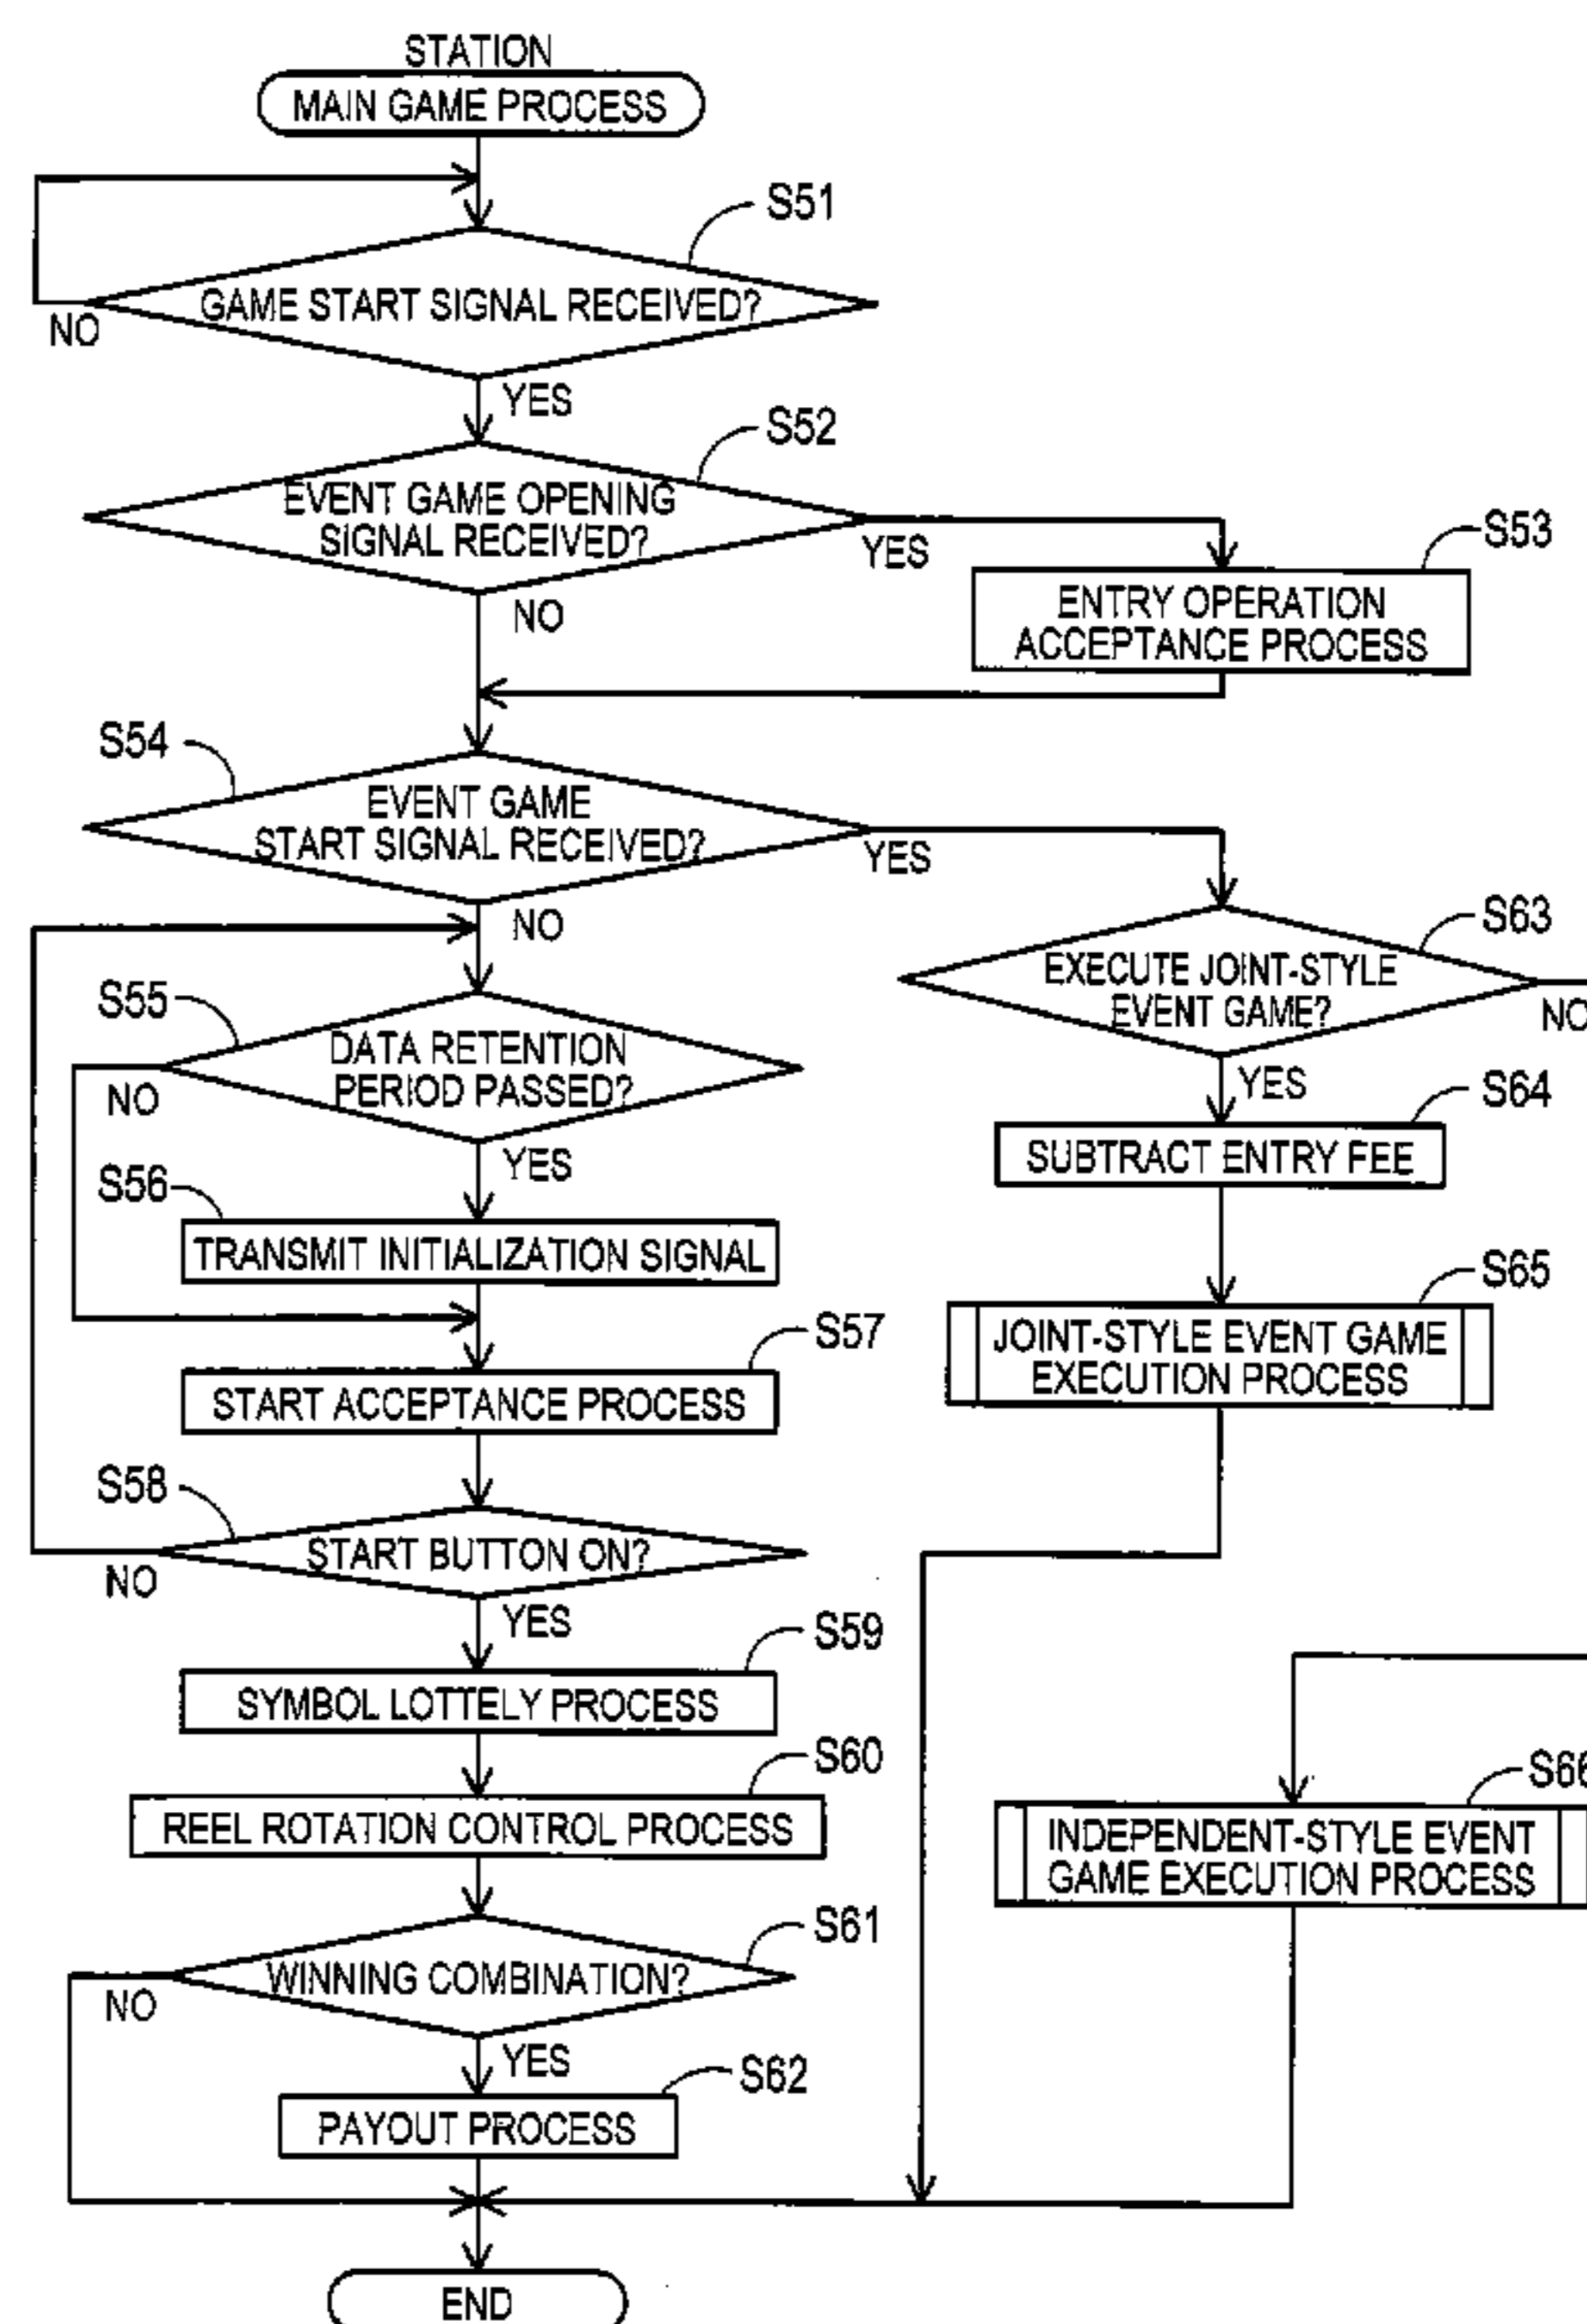 STATION
MAIN GAME PROCESS
S51
GAME START SIGNAL RECEIVED?
NO
YES
S52
EVENT GAME OPENING
SIGNAL RECEIVED?
YES
S53
NO
ENTRY OPERATION
ACCEPTANCE PROCESS
S54
EVENT GAME
START SIGNAL RECEIVED?
YES
NO
S63
EXECUTE JOINT-STYLE
EVENT GAME?
NO
S55
DATA RETENTION
PERIOD PASSED?
NO
YES
YES
S64
SUBTRACT ENTRY FEE
S56
TRANSMIT INITIALIZATION SIGNAL
S65
JOINT-STYLE EVENT GAME
EXECUTION PROCESS
S57
START ACCEPTANCE PROCESS
S58
START BUTTON ON?
NO
YES
S59
SYMBOL LOTTELY PROCESS
S60
REEL ROTATION CONTROL PROCESS
S66
INDEPENDENT-STYLE EVENT
GAME EXECUTION PROCESS
S61
WINNING COMBINATION?
NO
YES
S62
PAYOUT PROCESS
END